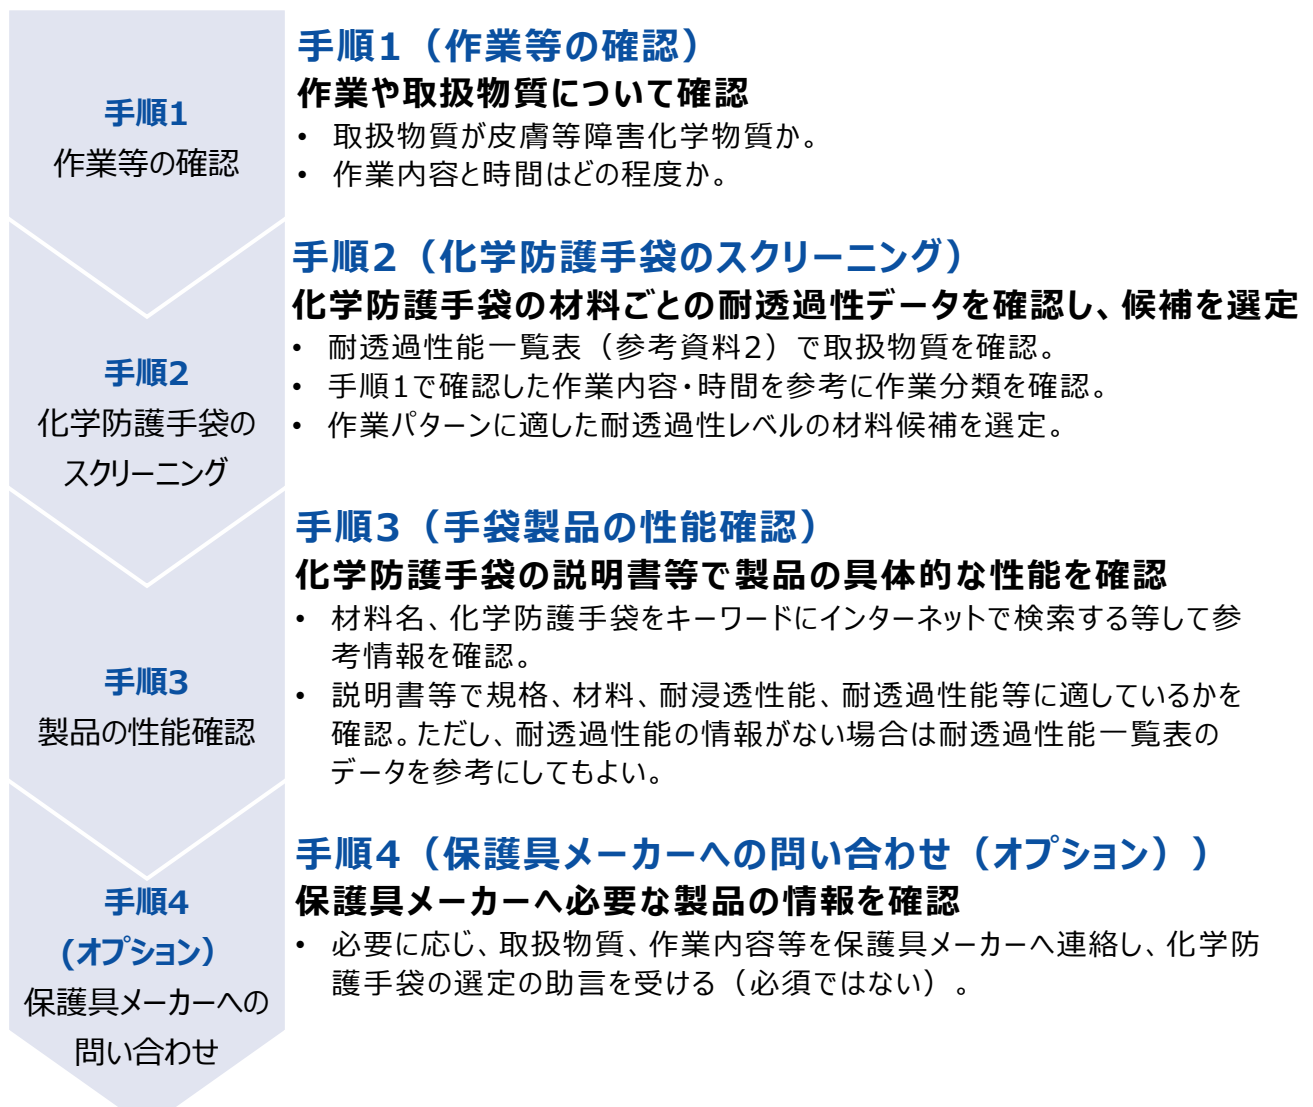 手順1
作業等の確認
手順1（作業等の確認）
作業や取扱物質について確認
• 取扱物質が皮膚等障害化学物質か。
• 作業内容と時間はどの程度か。
手順2
化学防護手袋の
スクリーニング
手順2（化学防護手袋のスクリーニング）
化学防護手袋の材料ごとの耐透過性データを確認し、候補を選定
• 耐透過性能一覧表（参考資料2）で取扱物質を確認。
• 手順1で確認した作業内容・時間を参考に作業分類を確認。
• 作業パターンに適した耐透過性レベルの材料候補を選定。
手順3
製品の性能確認
手順3（手袋製品の性能確認）
化学防護手袋の説明書等で製品の具体的な性能を確認
• 材料名、化学防護手袋をキーワードにインターネットで検索する等して参
考情報を確認。
• 説明書等で規格、材料、耐浸透性能、耐透過性能等に適しているかを
確認。ただし、耐透過性能の情報がない場合は耐透過性能一覧表の
データを参考にしてもよい。
手順4
(オプション）
保護具メーカーへの
問い合わせ
手順4（保護具メーカーへの問い合わせ（オプション））
保護具メーカーへ必要な製品の情報を確認
• 必要に応じ、取扱物質、作業内容等を保護具メーカーへ連絡し、化学防
護手袋の選定の助言を受ける（必須ではない）。